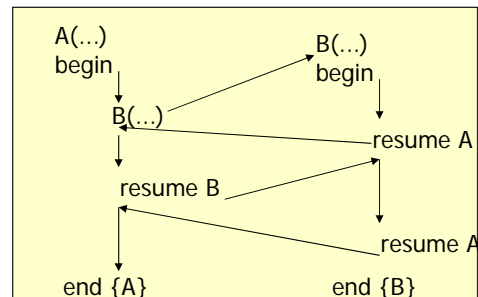 A(...)
begin
B(...)
resume B
end {A}
B(...)
begin
resume A
resume A
end {B}